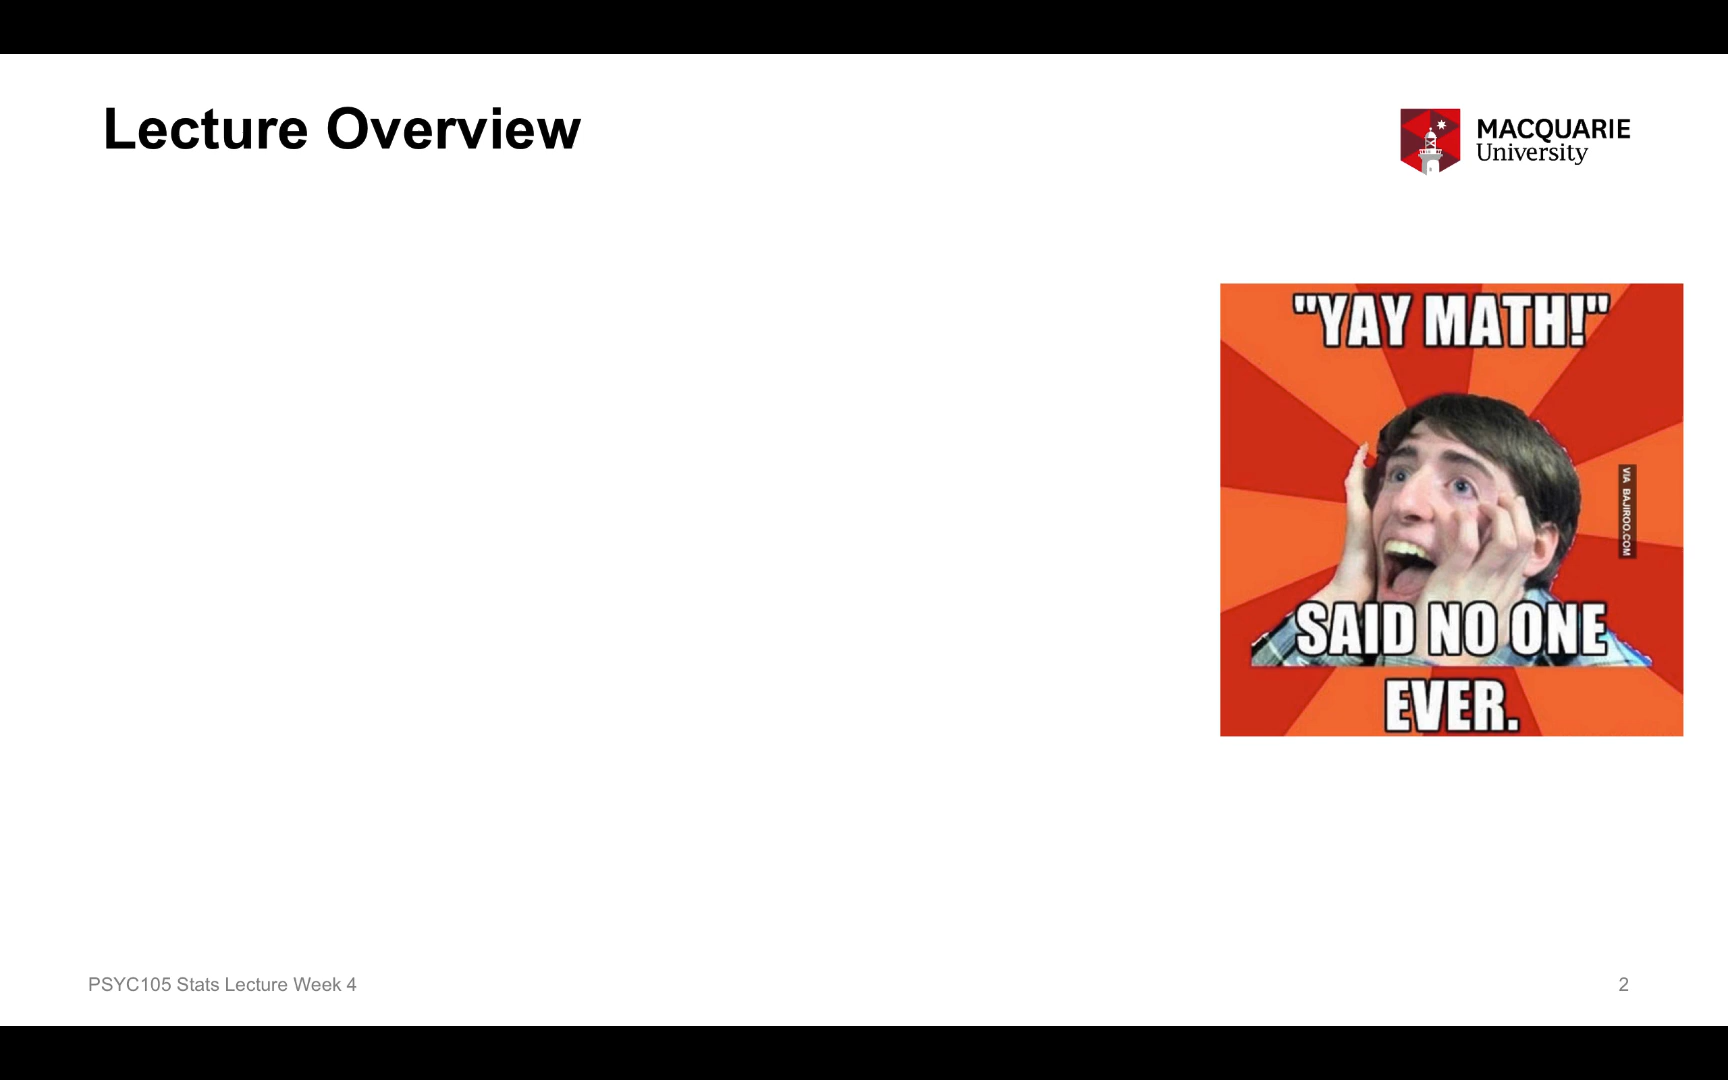 Lecture Overview
MACQUARIE
University
"YAY MATH!"
VIA BAJIROO.COM
SAID NO ONE
EVER.
PSYC105 Stats Lecture Week 4
2